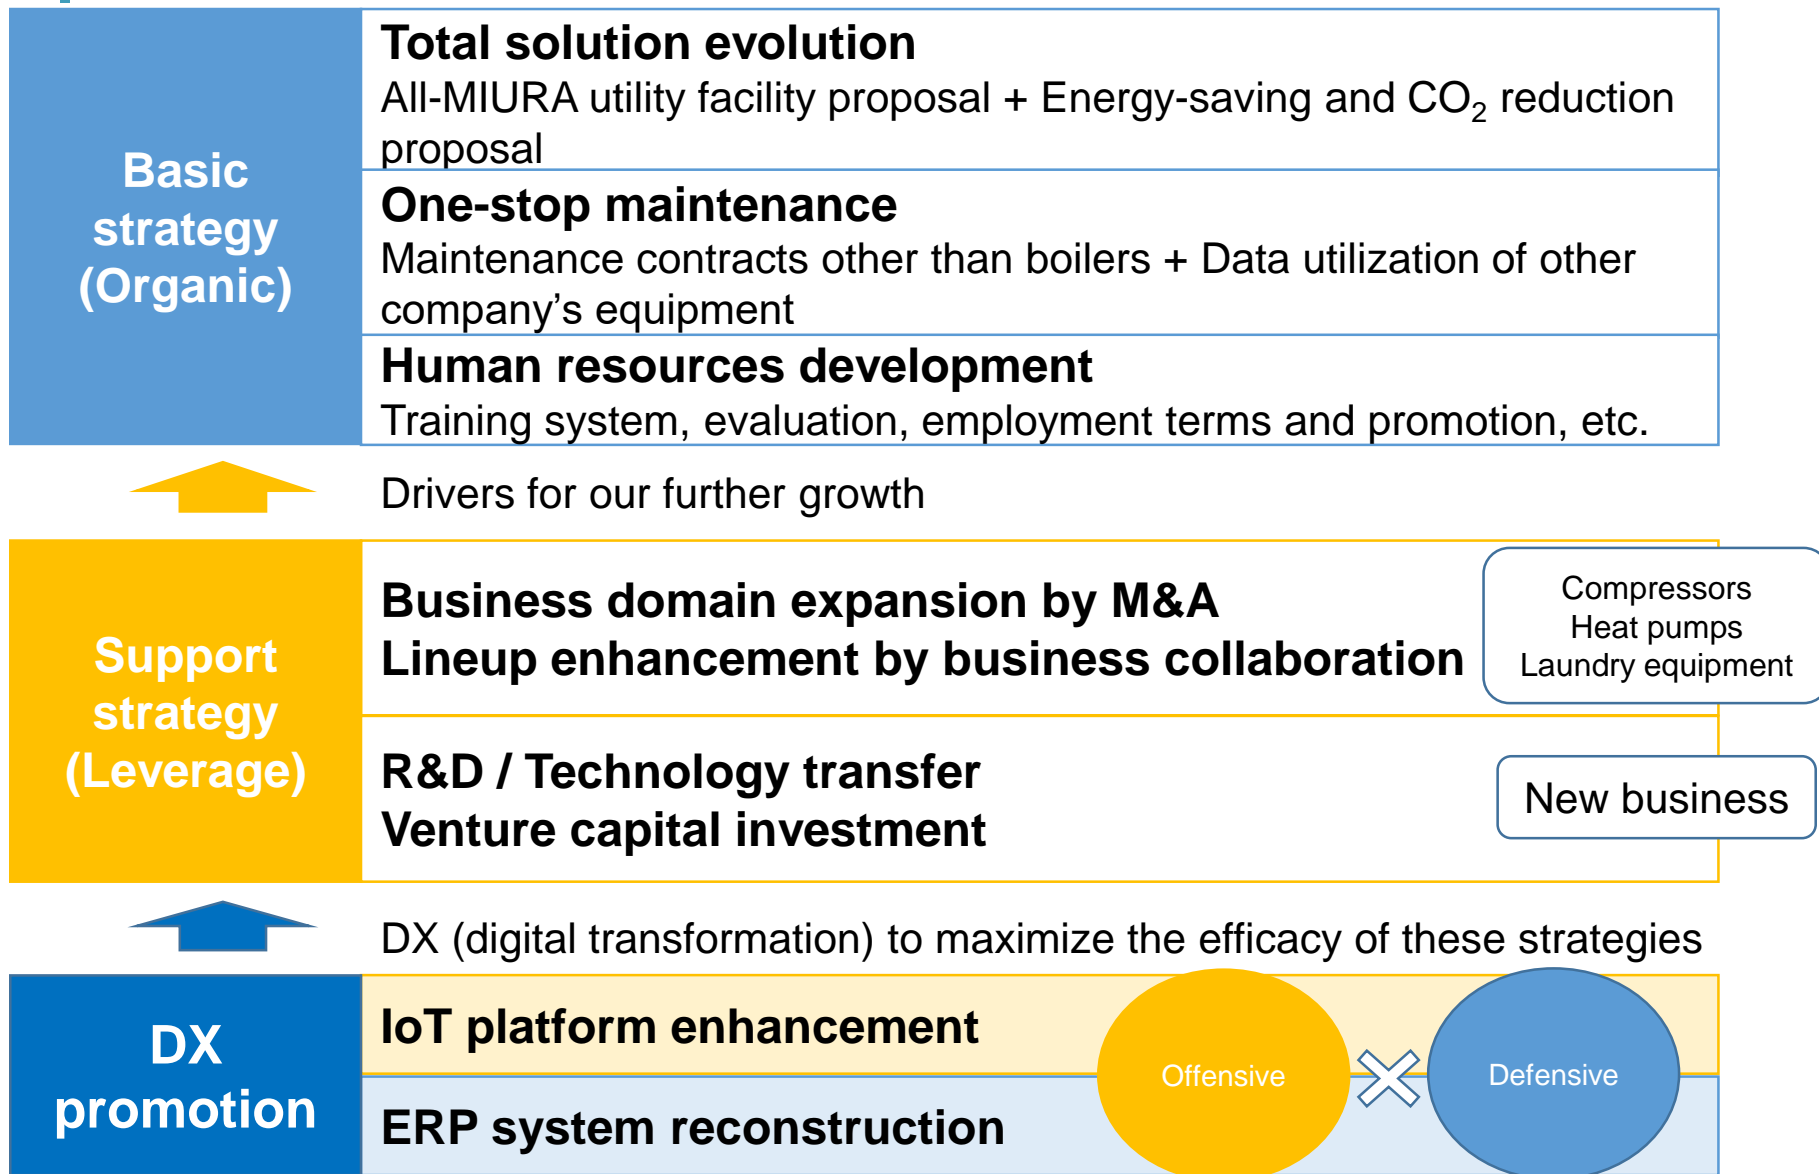 Basic
strategy
(Organic)
Total solution evolution
All-MIURA utility facility proposal + Energy-saving and CO₂ reduction
proposal
One-stop maintenance
Maintenance contracts other than boilers + Data utilization of other
company’s equipment
Human resources development
Training system, evaluation, employment terms and promotion, etc.
Drivers for our further growth
Support
strategy
(Leverage)
Business domain expansion by M&A
Lineup enhancement by business collaboration
Compressors
Heat pumps
Laundry equipment
R&D / Technology transfer
Venture capital investment
New business
DX (digital transformation) to maximize the efficacy of these strategies
DX
promotion
IoT platform enhancement
ERP system reconstruction
Offensive
Defensive